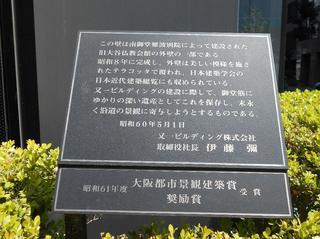 この壁は南御堂難波別院によって建設された
旧大谷仏教会館の外壁の一部である。
昭和8年に完成し、外壁は美しい模様を施さ
れたテラコッタで覆われ、日本建築学会の
日本近代建築総覧にも収められている。
又一ビルディングの建設に際して、御堂筋に
ゆかりの深い遺産としてこれを保存し、末永
く沿道の景観に寄与しようとするものである。
昭和60年5月1日
又一ビルディング株式会社
取締役社長 伊藤 彌
昭和61年度 大阪都市景観建築賞 受賞
奨励賞